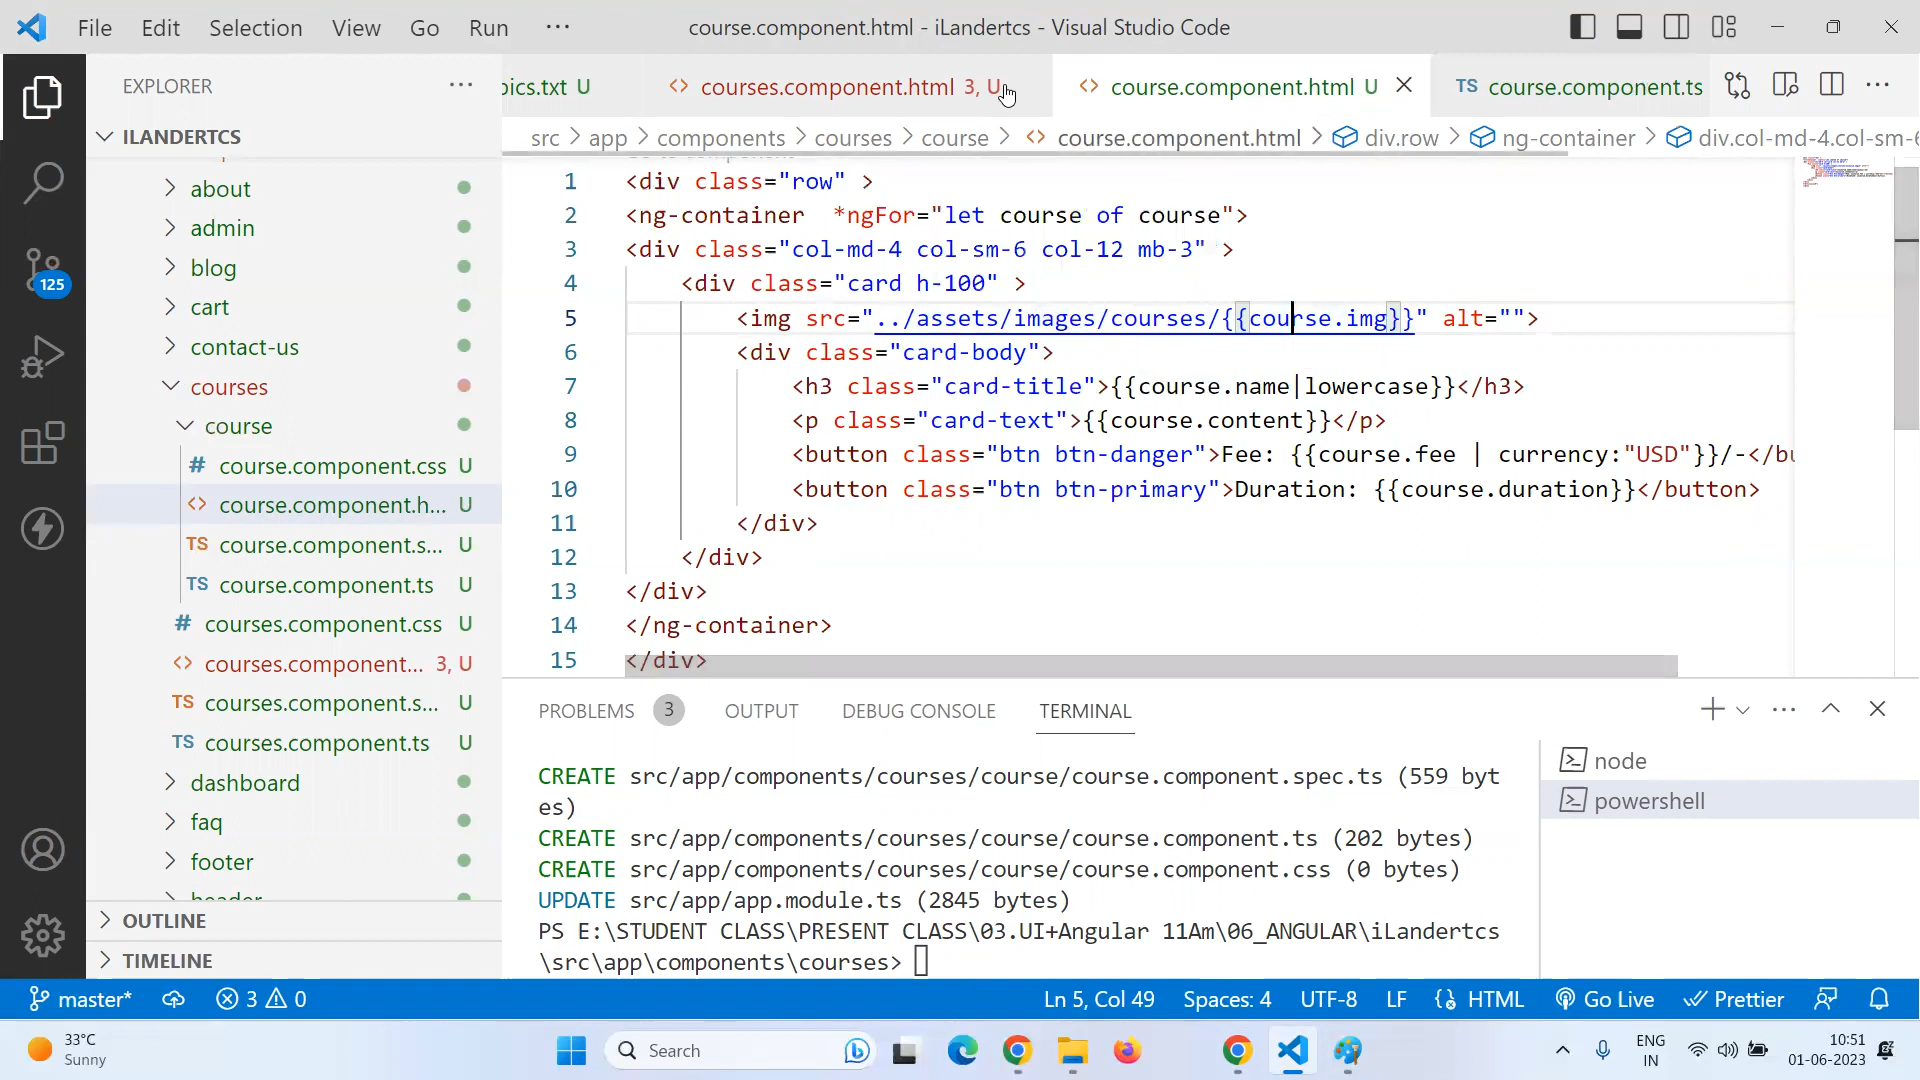 File Edit Selection View Go Run ··· course.component.html - iLandertcs - Visual Studio Code
EXPLORER ···
pics.txt U
<> courses.component.html 3, U
<> course.component.html U
TS course.component.ts
···
ILANDERTCS
src > app > components > courses > course > <> course.component.html > div.row > ng-container > div.col-md-4.col-sm-6
about
admin
blog
cart
contact-us
courses
course
# course.component.css U
<> course.component.h... U
TS course.component.s... U
TS course.component.ts U
# courses.component.css U
<> courses.component... 3, U
TS courses.component.s... U
TS courses.component.ts U
dashboard
faq
footer
header
OUTLINE
TIMELINE
125
1 <div class="row" >
2 <ng-container  *ngFor="let course of course">
3 <div class="col-md-4 col-sm-6 col-12 mb-3" >
4     <div class="card h-100" >
5         <img src="../assets/images/courses/{{course.img}}" alt="">
6         <div class="card-body">
7             <h3 class="card-title">{{course.name|lowercase}}</h3>
8             <p class="card-text">{{course.content}}</p>
9             <button class="btn btn-danger">Fee: {{course.fee | currency:"USD"}}/-</bu
10             <button class="btn btn-primary">Duration: {{course.duration}}</button>
11         </div>
12     </div>
13 </div>
14 </ng-container>
15 </div>
PROBLEMS 3 OUTPUT DEBUG CONSOLE TERMINAL ···
CREATE src/app/components/courses/course/course.component.spec.ts (559 byt
es)
CREATE src/app/components/courses/course/course.component.ts (202 bytes)
CREATE src/app/components/courses/course/course.component.css (0 bytes)
UPDATE src/app/app.module.ts (2845 bytes)
PS E:\STUDENT CLASS\PRESENT CLASS\03.UI+Angular 11Am\06_ANGULAR\iLandertcs
\src\app\components\courses>
node
powershell
master* 3 0 Ln 5, Col 49 Spaces: 4 UTF-8 LF {} HTML Go Live Prettier
33°C
Sunny
Search
ENG
IN
10:51
01-06-2023